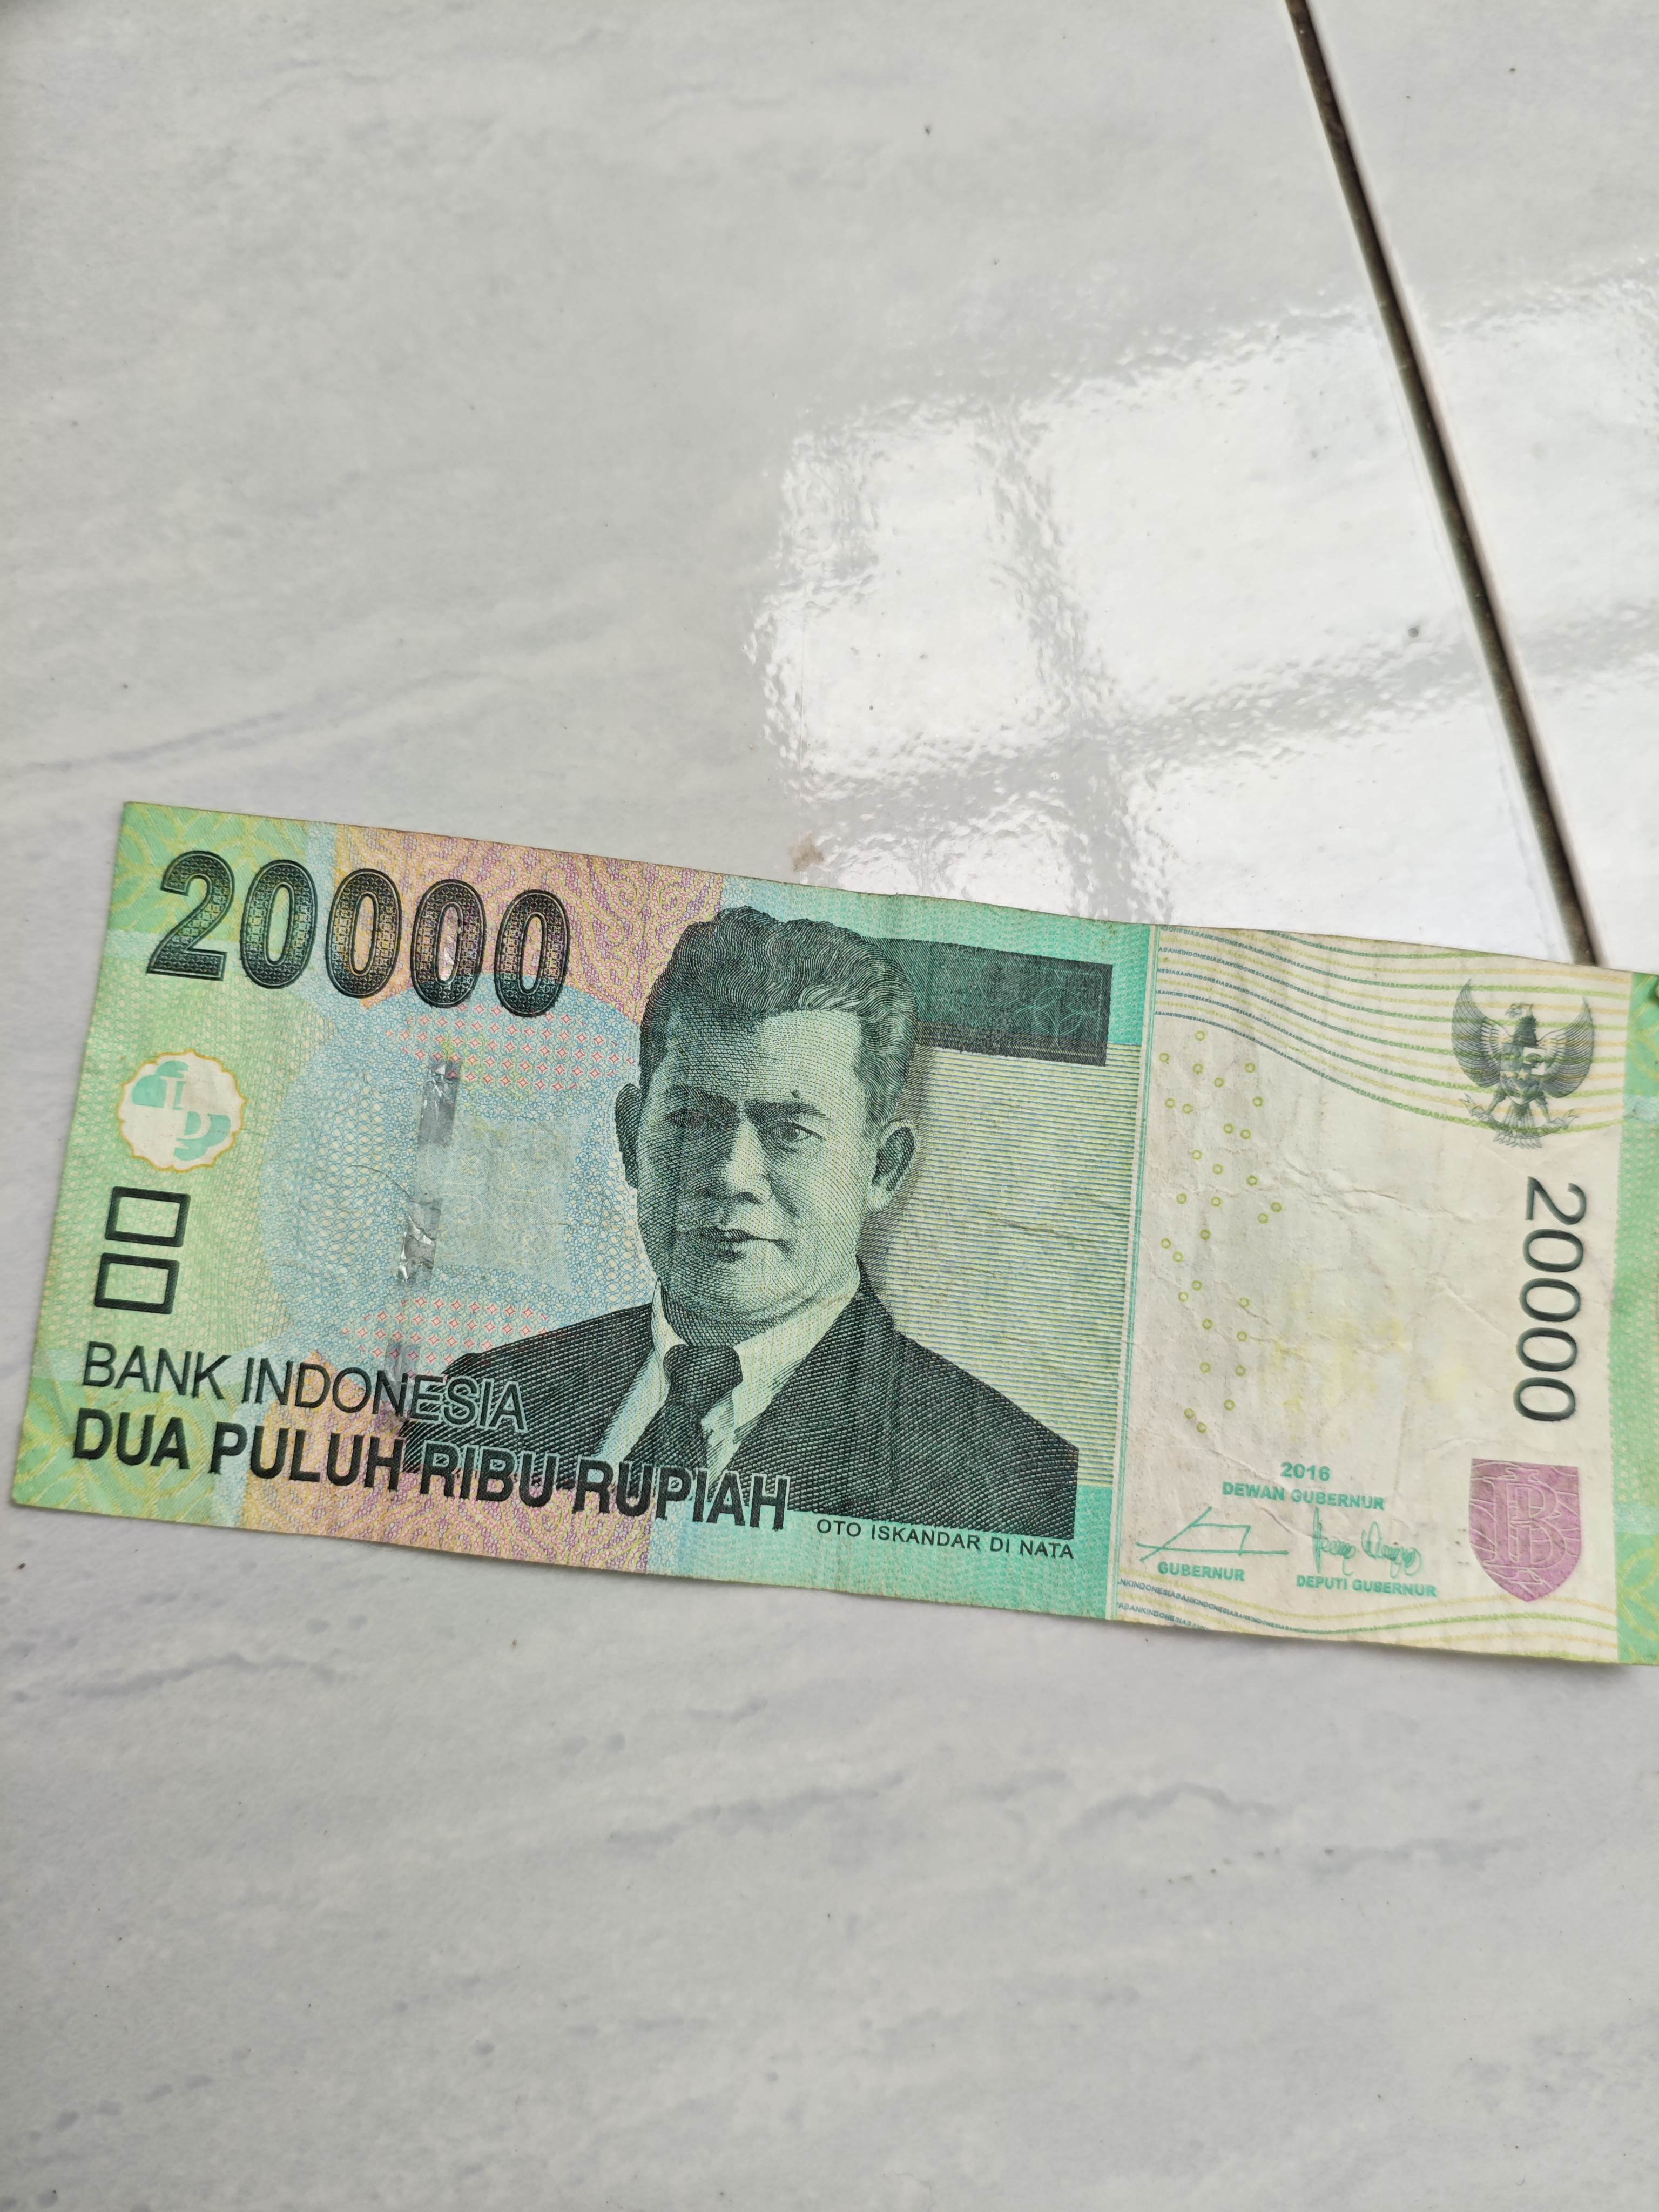 20000
BANK INDONESIA
DUA PULUH RIBU RUPIAH
OTO ISKANDAR DI NATA
20000
2016
DEWAN GUBERNUR
GUBERNUR
DEPUTI GUBERNUR